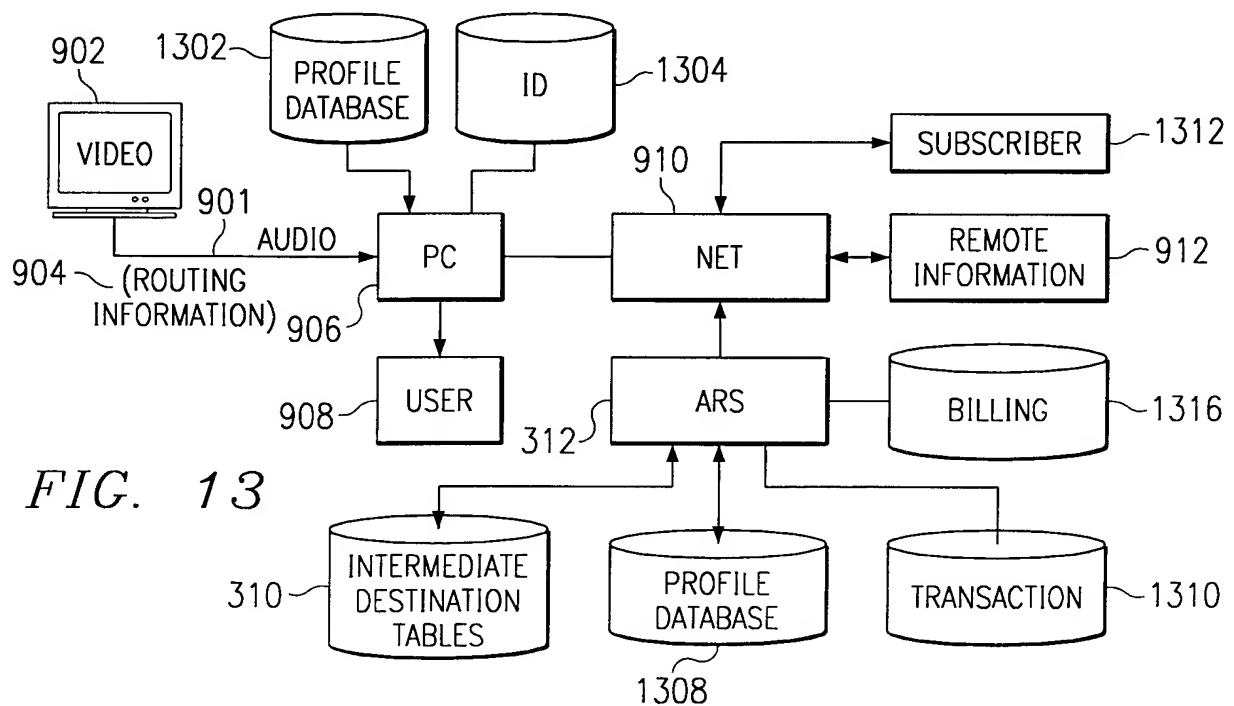 902
1302
PROFILE
DATABASE
ID
1304
VIDEO
910
SUBSCRIBER
1312
901
AUDIO
PC
NET
REMOTE
INFORMATION
912
904
(ROUTING
INFORMATION)
906
908
USER
ARS
312
BILLING
1316
FIG. 13
310
INTERMEDIATE
DESTINATION
TABLES
PROFILE
DATABASE
1308
TRANSACTION
1310